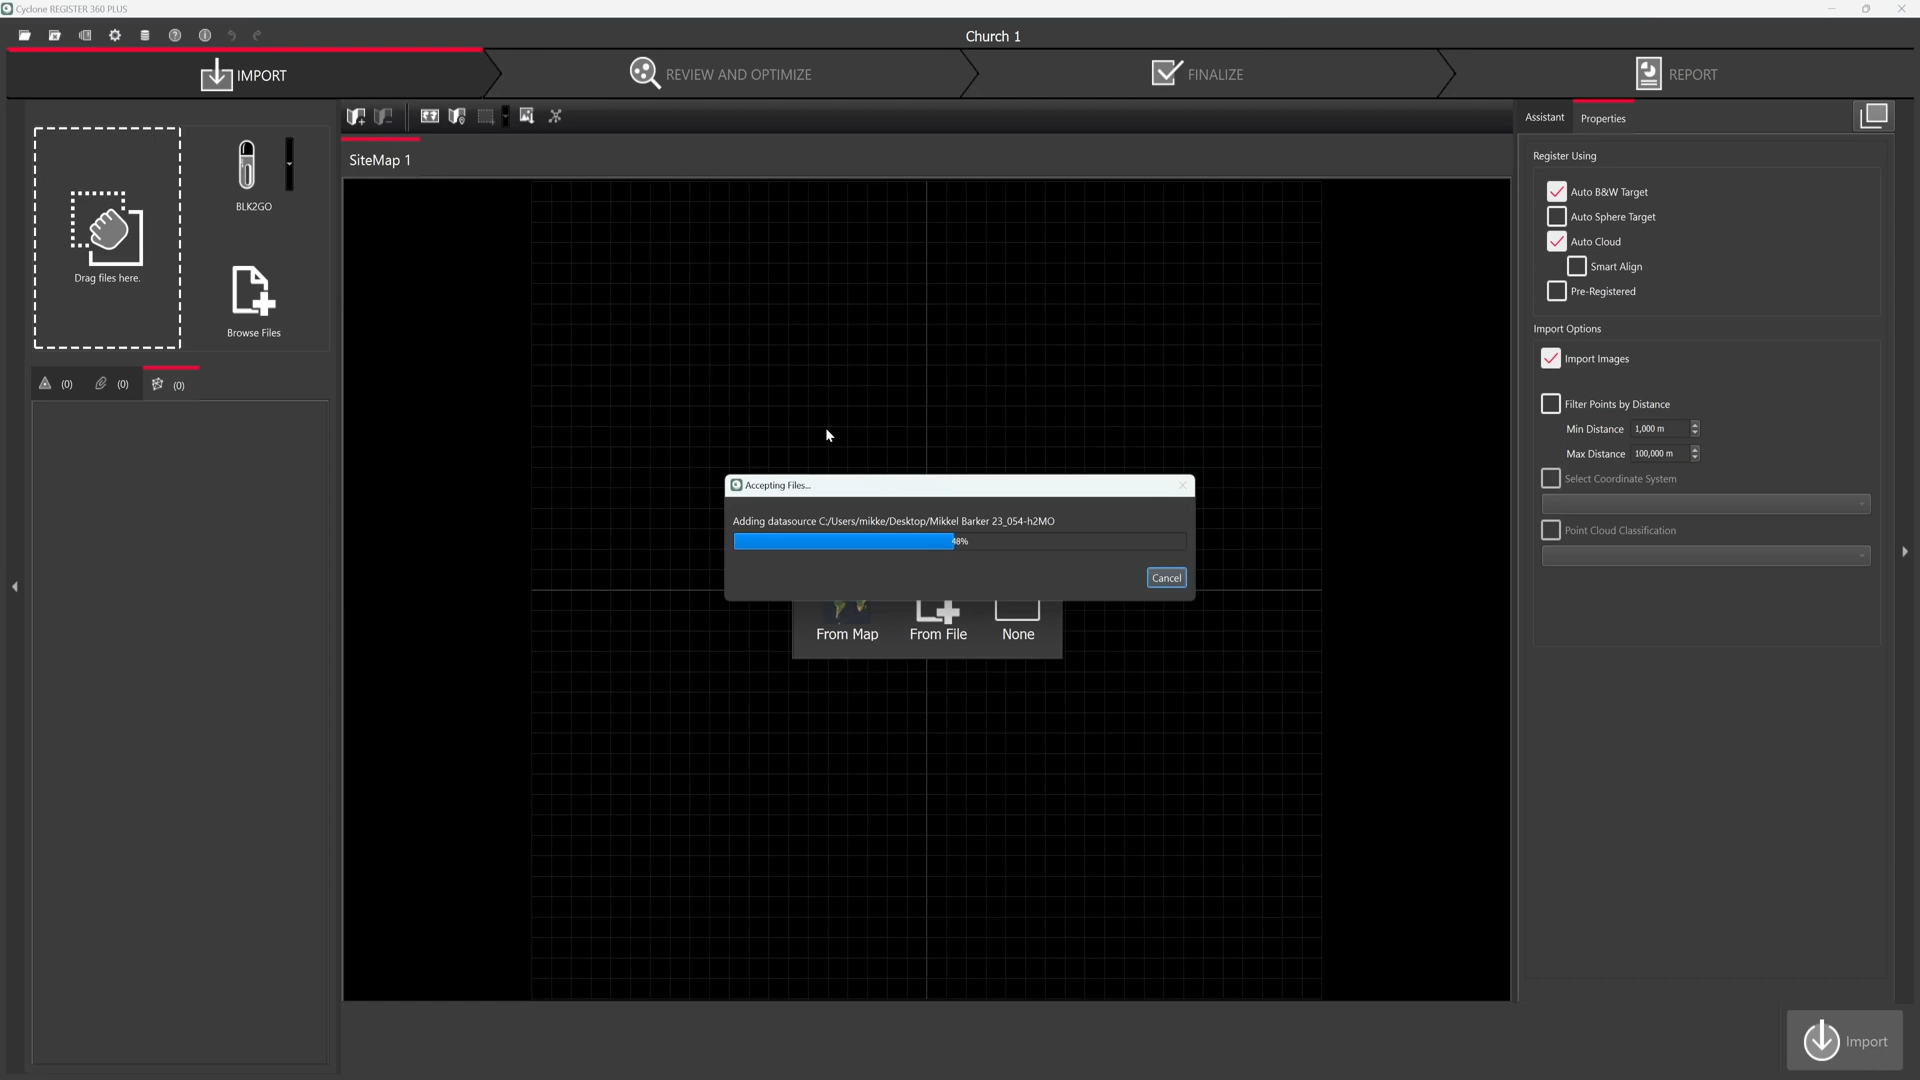 Cyclone REGISTER 360 PLUS
Church 1
IMPORT
REVIEW AND OPTIMIZE
FINALIZE
REPORT
Drag files here.
BLK2GO
Browse Files
(0)
(0)
(0)
SiteMap 1
Accepting Files...
Adding datasource C:/Users/mikke/Desktop/Mikkel Barker 23_054-h2MO
48%
Cancel
From Map
From File
None
Assistant
Properties
Register Using
Auto B&W Target
Auto Sphere Target
Auto Cloud
Smart Align
Pre-Registered
Import Options
Import Images
Filter Points by Distance
Min Distance 1,000 m
Max Distance 100,000 m
Select Coordinate System
Point Cloud Classification
Import